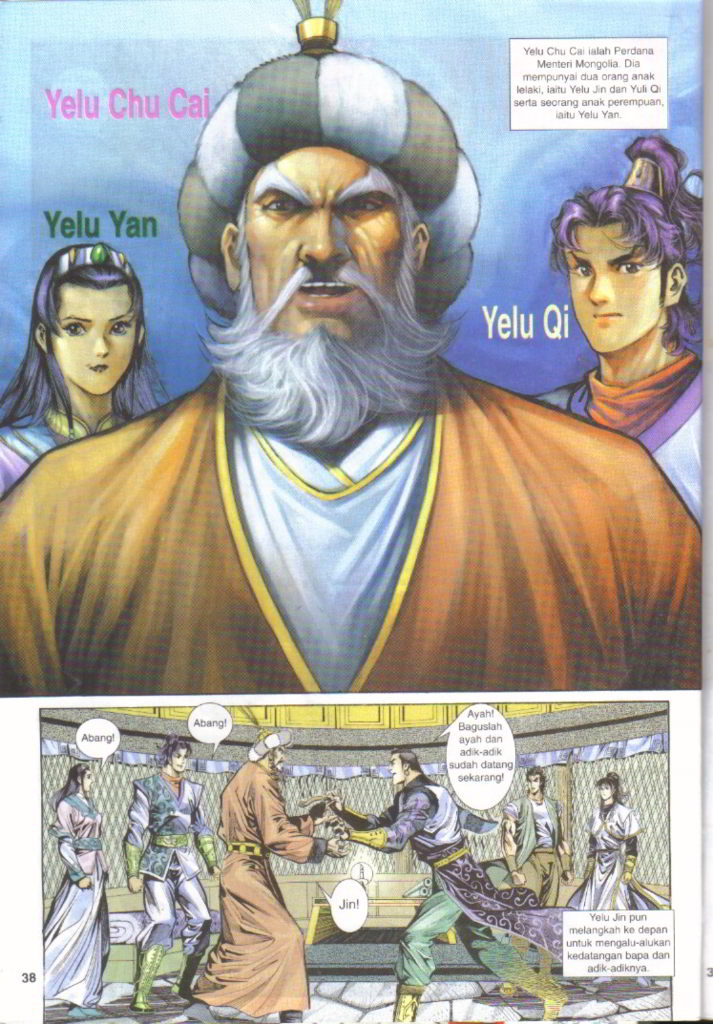 Yelu Chu Cai ialah Perdana
Menteri Mongolia. Dia
mempunyai dua orang anak
lelaki, iaitu Yelu Jin dan Yuli Qi
serta seorang anak perempuan,
iaitu Yelu Yan.
Yelu Chu Cai
Yelu Yan
Yelu Qi
Abang!
Abang!
Ayah!
Baguslah
ayah dan
adik-adik
sudah datang
sekarang!
Jin!
Yelu Jin pun
melangkah ke depan
untuk mengalu-alukan
kedatangan bapa dan
adik-adiknya.
38